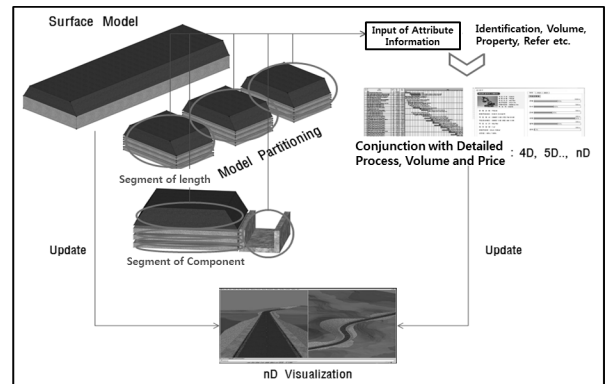 Surface Model
Input of Attribute
Information
Identification, Volume,
Property, Refer etc.
Model Partitioning
Segment of length
Conjunction with Detailed
Process, Volume and Price
: 4D, 5D.., nD
Segment of Component
Update
Update
nD Visualization